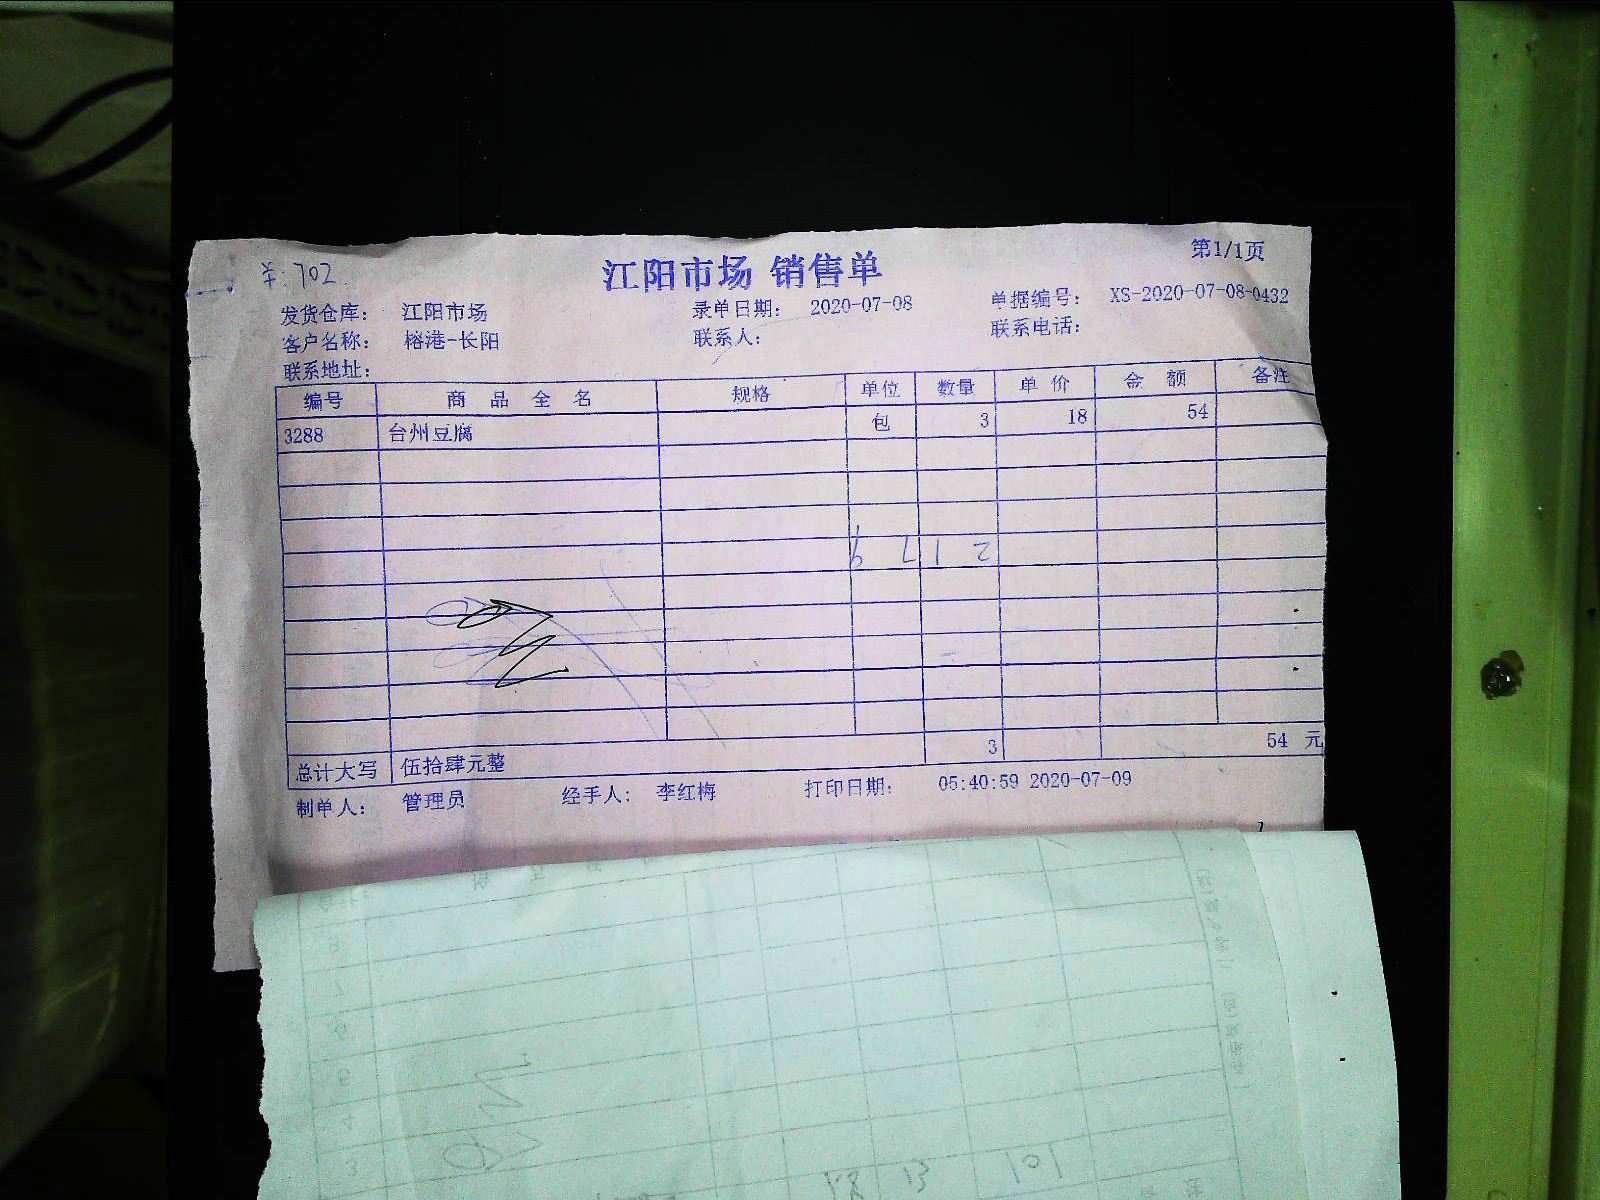 第1/1页
羊:702
江阳市场 销售单
发货仓库: 江阳市场 录单日期: 2020-07-08 单据编号: XS-2020-07-08-0432
客户名称: 榕港-长阳 联系人: 联系电话:
联系地址:
编号 商品全名 规格 单位 数量 单价 金额 备注
3288 台州豆腐 包 3 18 54
总计大写 伍拾肆元整 3 54 元
制单人: 管理员 经手人: 李红梅 打印日期: 05:40:59 2020-07-09
101